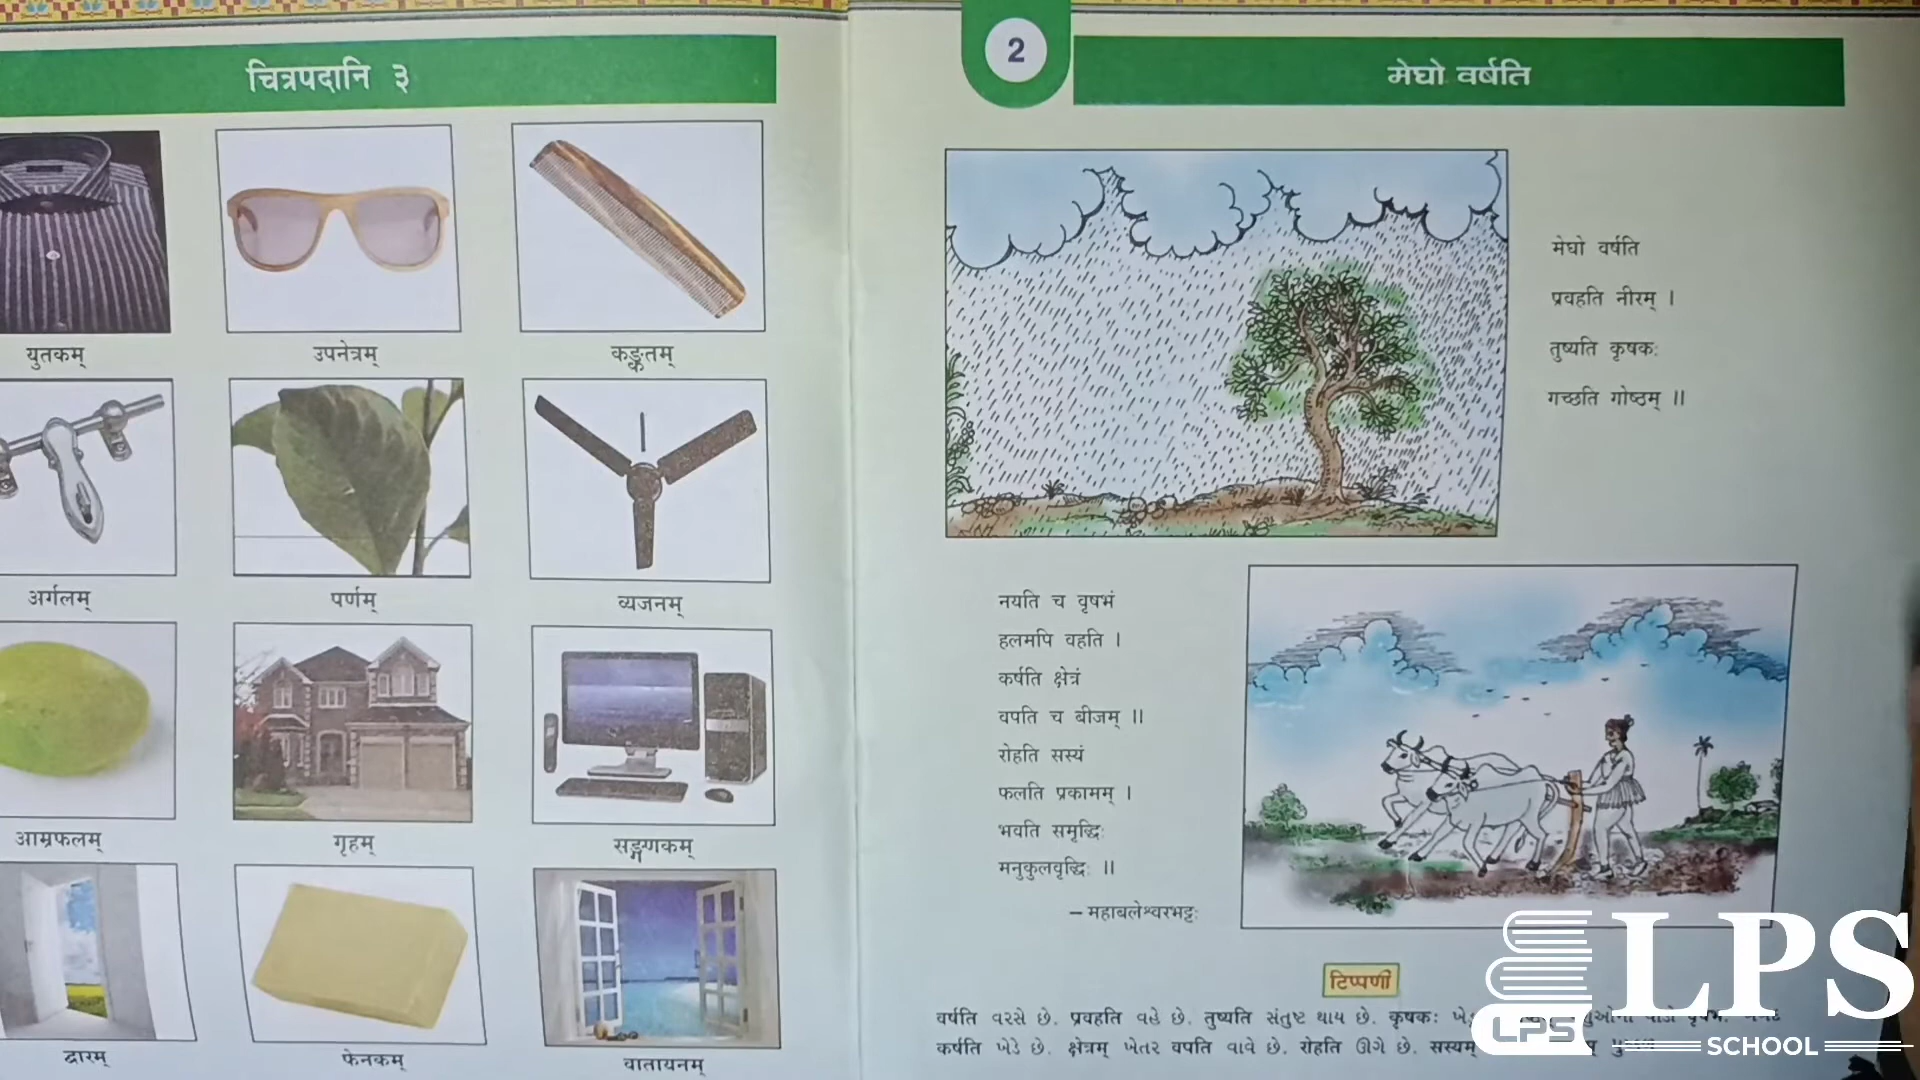 चित्रपदानि ३
युतकम्
उपनेत्रम्
कङ्कतम्
अर्गलम्
पर्णम्
व्यजनम्
आम्रफलम्
गृहम्
सङ्गणकम्
द्वारम्
फेनकम्
वातायनम्
2
मेघो वर्षति
मेघो वर्षति
प्रवहति नीरम् ।
तुष्यति कृषकः
गच्छति गोष्ठम् ॥
नयति च वृषभं
हलमपि वहति ।
कर्षति क्षेत्रं
वपति च बीजम् ॥
रोहति सस्यं
फलति प्रकामम् ।
भवति समृद्धिः
मनुकुलवृद्धिः ॥
– महाबलेश्वरभट्टः
टिप्पणी
वर्षति વરસે છે. प्रवहति વહે છે. तुष्यति સંતુષ્ટ થાય છે. कृषकः
कर्षति ખેડે છે. क्षेत्रम् ખેતર वपति વાવે છે. रोहति ઊગે છે. सस्यम्
LPS
LPS
SCHOOL